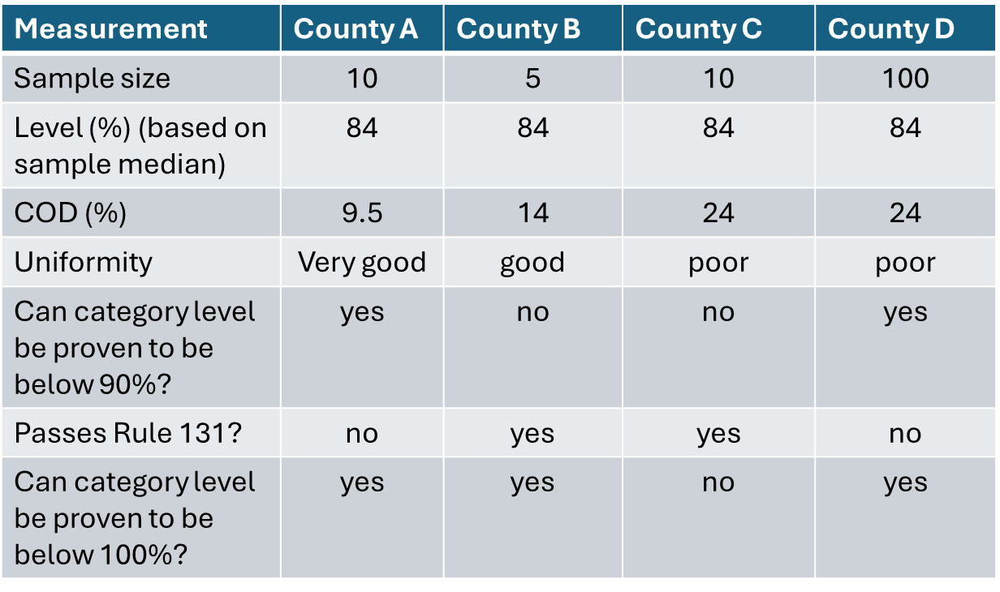 Measurement County A County B County C County D
Sample size 10 5 10 100
Level (%) (based on 84 84 84 84
sample median)
COD (%) 9.5 14 24 24
Uniformity Very good good poor poor
Can category level yes no no yes
be proven to be
below 90%?
Passes Rule 131? no yes yes no
Can category level yes yes no yes
be proven to be
below 100%?